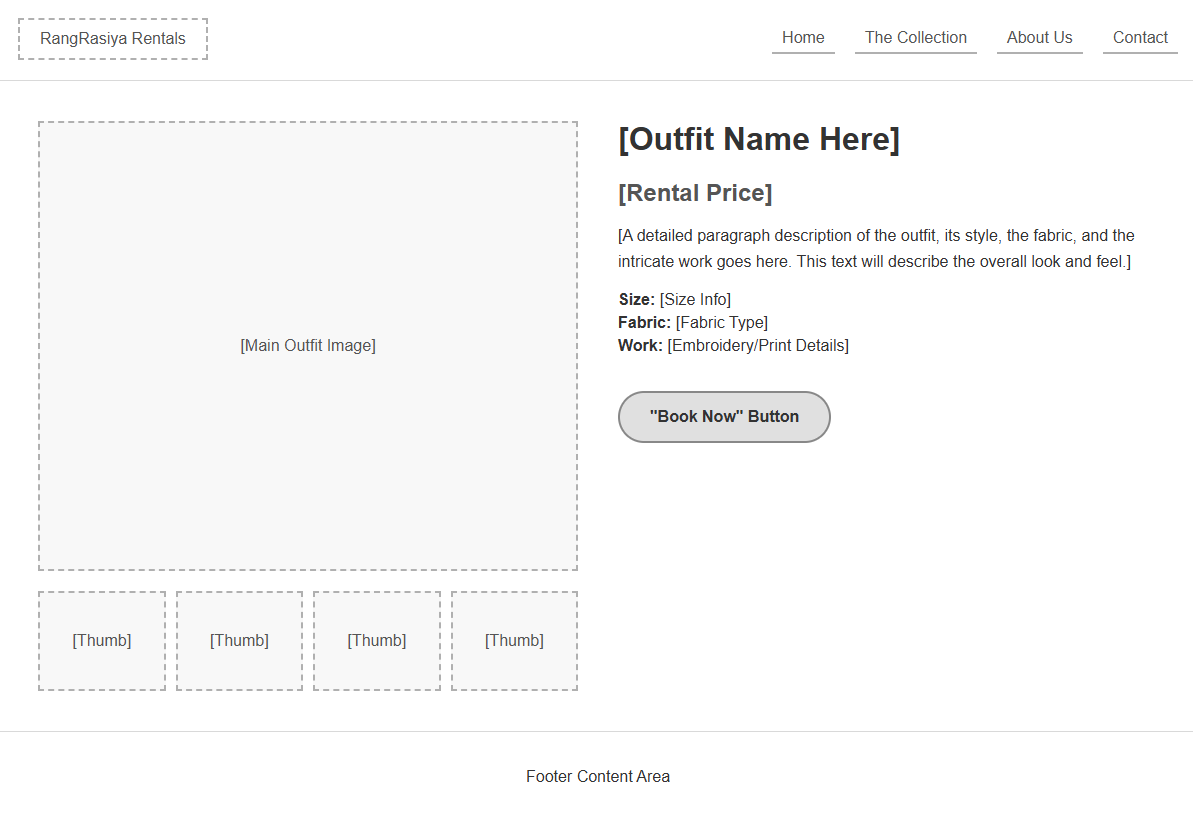 RangRasiya Rentals
Home
The Collection
About Us
Contact
[Main Outfit Image]
[Thumb]
[Thumb]
[Thumb]
[Thumb]
[Outfit Name Here]
[Rental Price]
[A detailed paragraph description of the outfit, its style, the fabric, and the
intricate work goes here. This text will describe the overall look and feel.]
Size: [Size Info]
Fabric: [Fabric Type]
Work: [Embroidery/Print Details]
"Book Now" Button
Footer Content Area